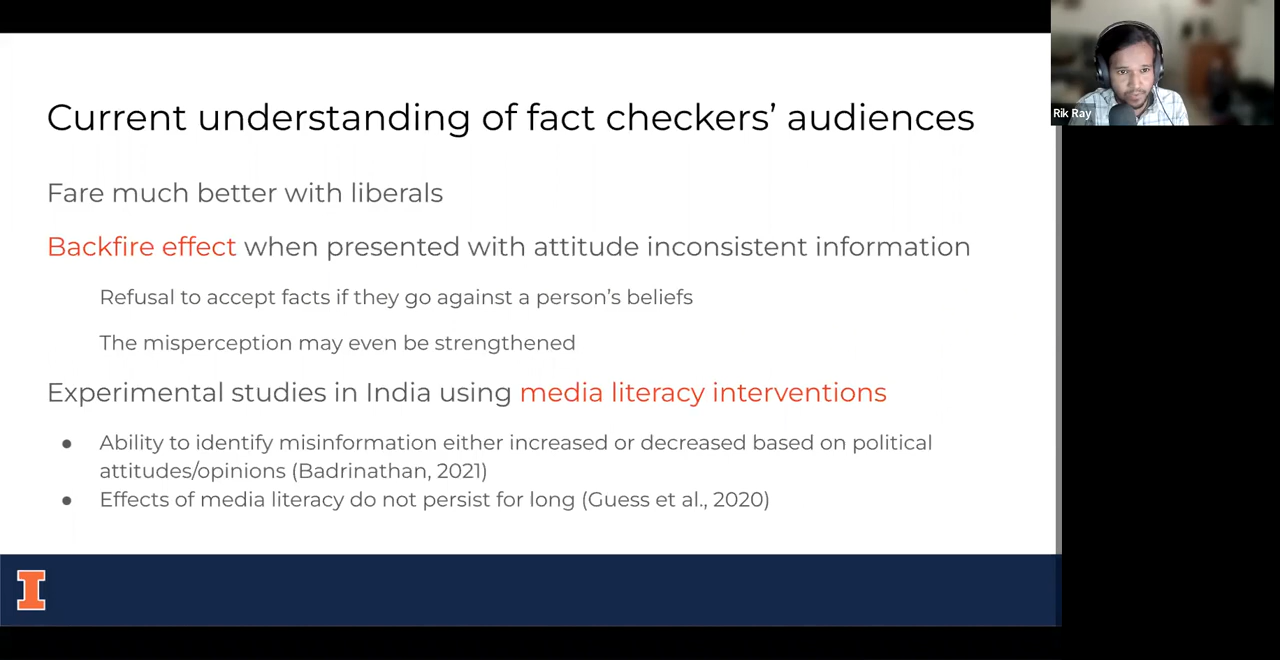 Current understanding of fact checkers’ audiences
Rik Ray
Fare much better with liberals
Backfire effect when presented with attitude inconsistent information
Refusal to accept facts if they go against a person’s beliefs
The misperception may even be strengthened
Experimental studies in India using media literacy interventions
● Ability to identify misinformation either increased or decreased based on political
attitudes/opinions (Badrinathan, 2021)
● Effects of media literacy do not persist for long (Guess et al., 2020)
I